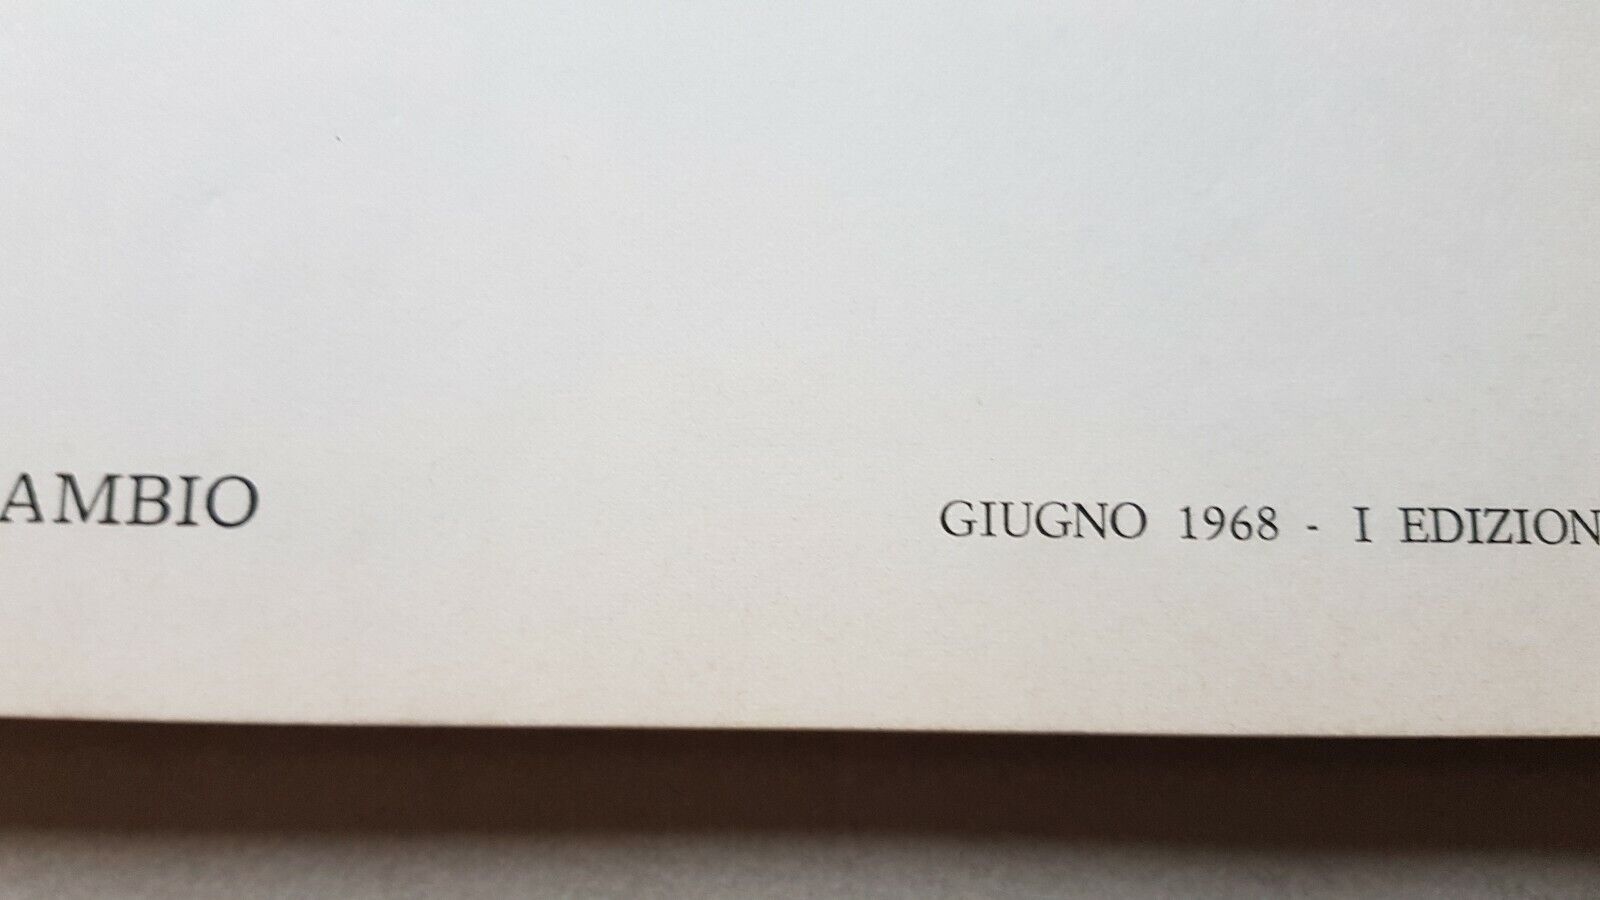 AMBIO
GIUGNO 1968 - I EDIZION